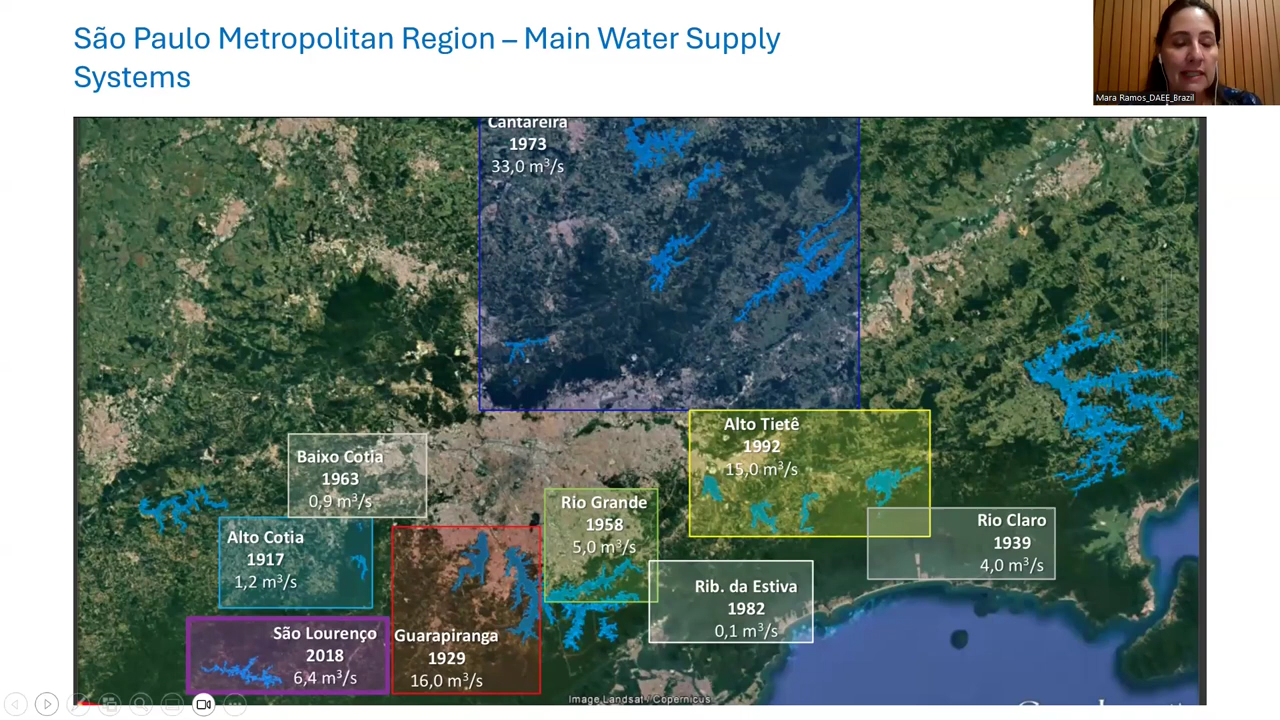 São Paulo Metropolitan Region – Main Water Supply
Systems
Mara Ramos_DAEE_Brazil
Cantareira
1973
33,0 m³/s
Alto Tietê
1992
15,0 m³/s
Baixo Cotia
1963
0,9 m³/s
Rio Grande
1958
5,0 m³/s
Rio Claro
1939
4,0 m³/s
Alto Cotia
1917
1,2 m³/s
Rib. da Estiva
1982
0,1 m³/s
São Lourenço
2018
6,4 m³/s
Guarapiranga
1929
16,0 m³/s
Image Landsat / Copernicus